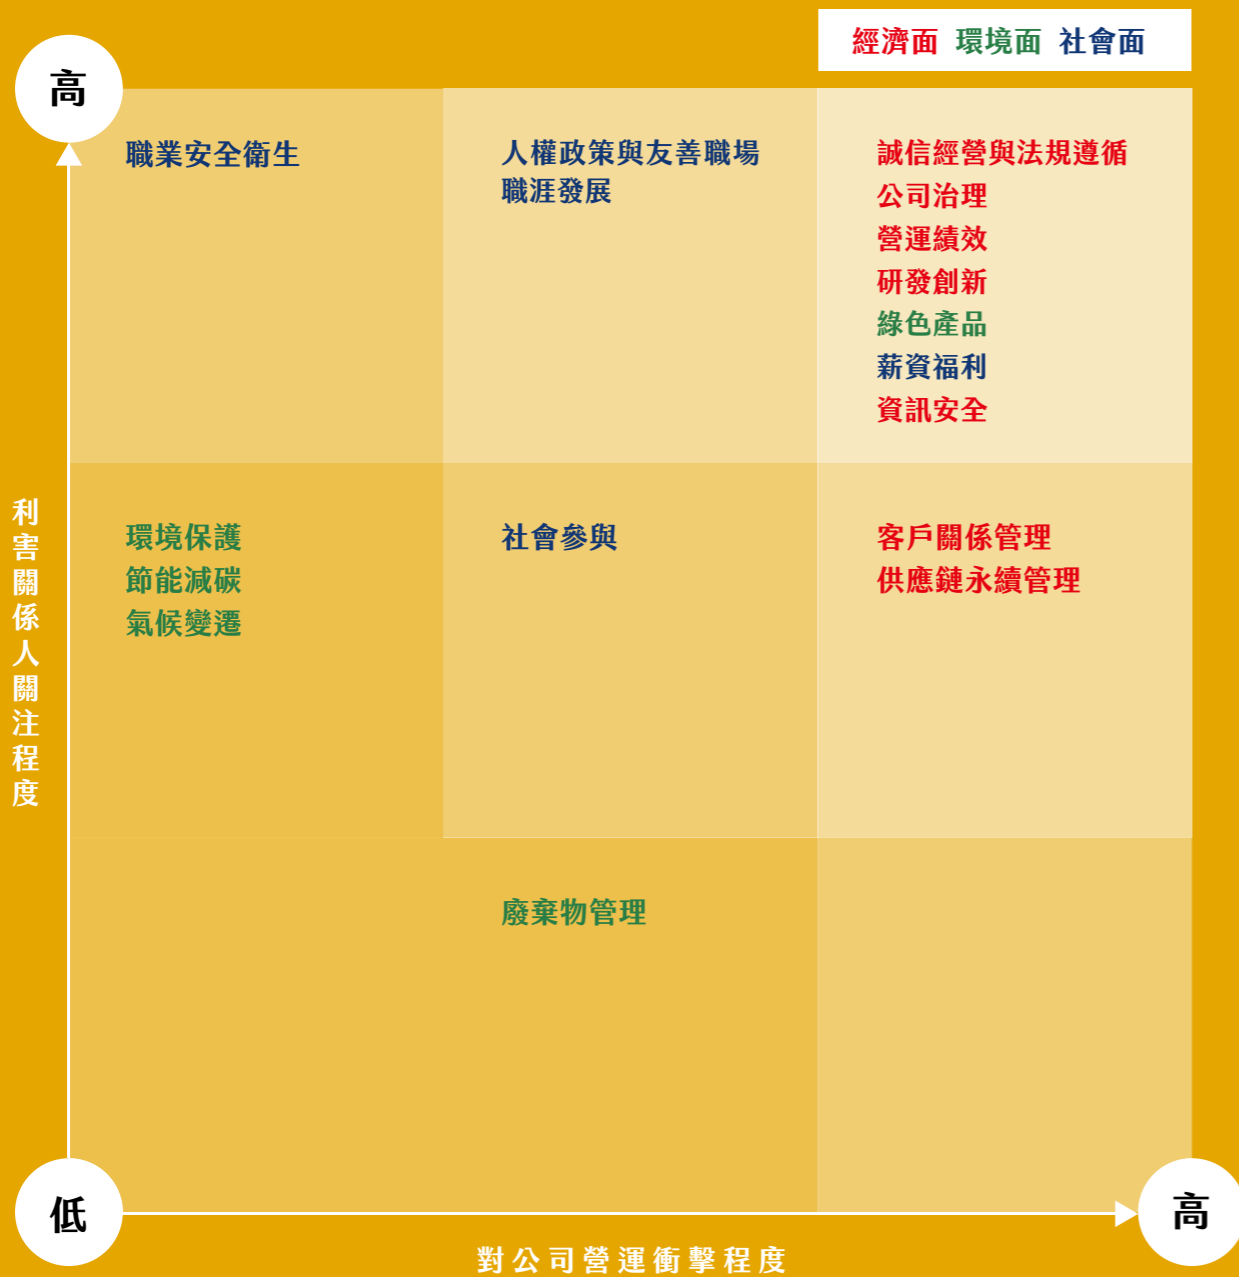 經濟面 環境面 社會面
高
職業安全衛生
人權政策與友善職場
職涯發展
誠信經營與法規遵循
公司治理
營運績效
研發創新
綠色產品
薪資福利
資訊安全
利害關係人關注程度
環境保護
節能減碳
氣候變遷
社會參與
客戶關係管理
供應鏈永續管理
廢棄物管理
低
高
對公司營運衝擊程度